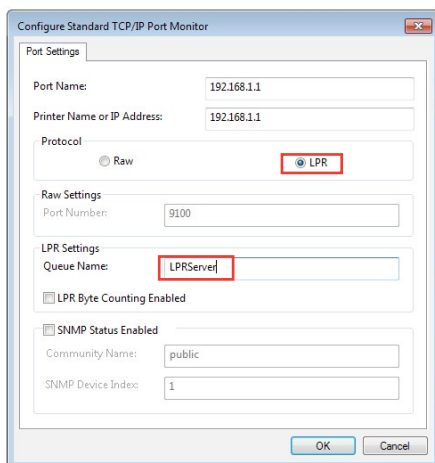 Configure Standard TCP/IP Port Monitor
Port Settings
Port Name: 192.168.1.1
Printer Name or IP Address: 192.168.1.1
Protocol
Raw LPR
Raw Settings
Port Number: 9100
LPR Settings
Queue Name: LPRServer
LPR Byte Counting Enabled
SNMP Status Enabled
Community Name: public
SNMP Device Index: 1
OK Cancel